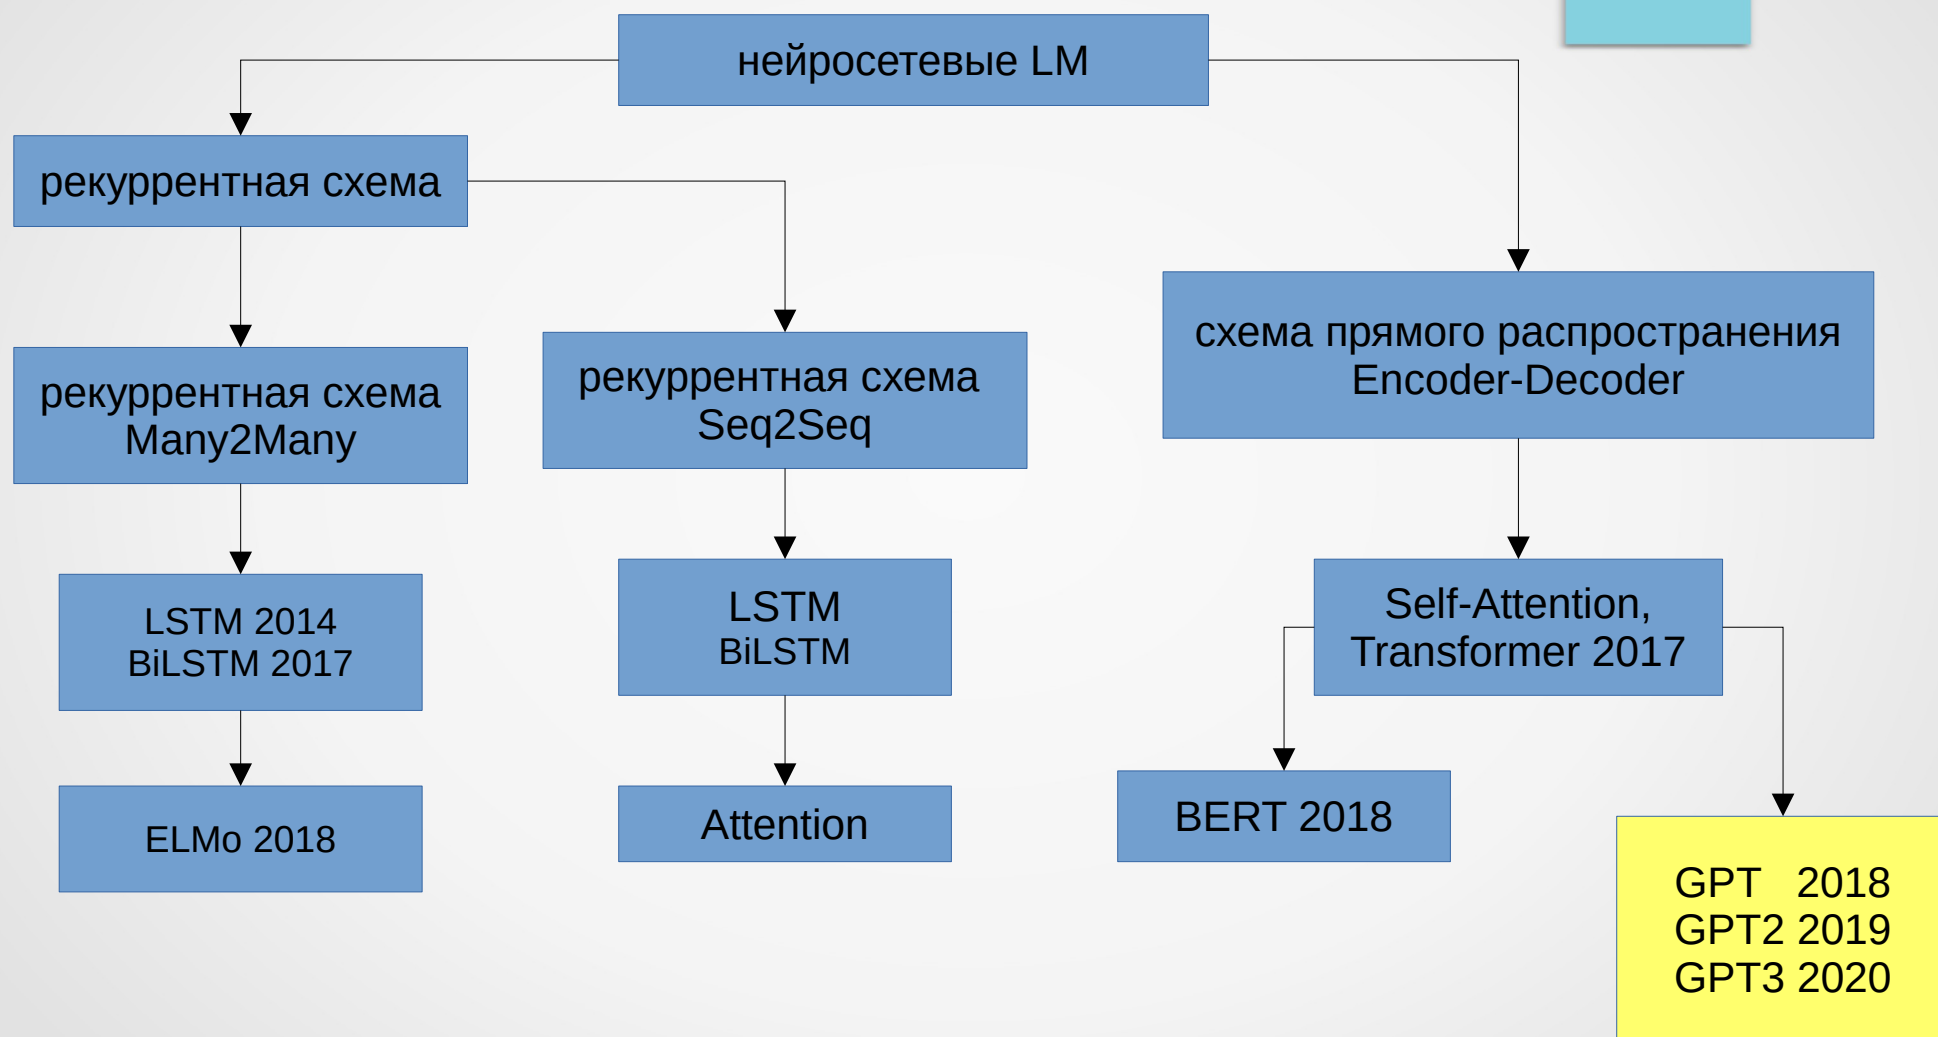 нейросетевые LM
рекуррентная схема
рекуррентная схема
Many2Many
рекуррентная схема
Seq2Seq
схема прямого распространения
Encoder-Decoder
LSTM 2014
BiLSTM 2017
LSTM
BiLSTM
Self-Attention,
Transformer 2017
ELMo 2018
Attention
BERT 2018
GPT 2018
GPT2 2019
GPT3 2020